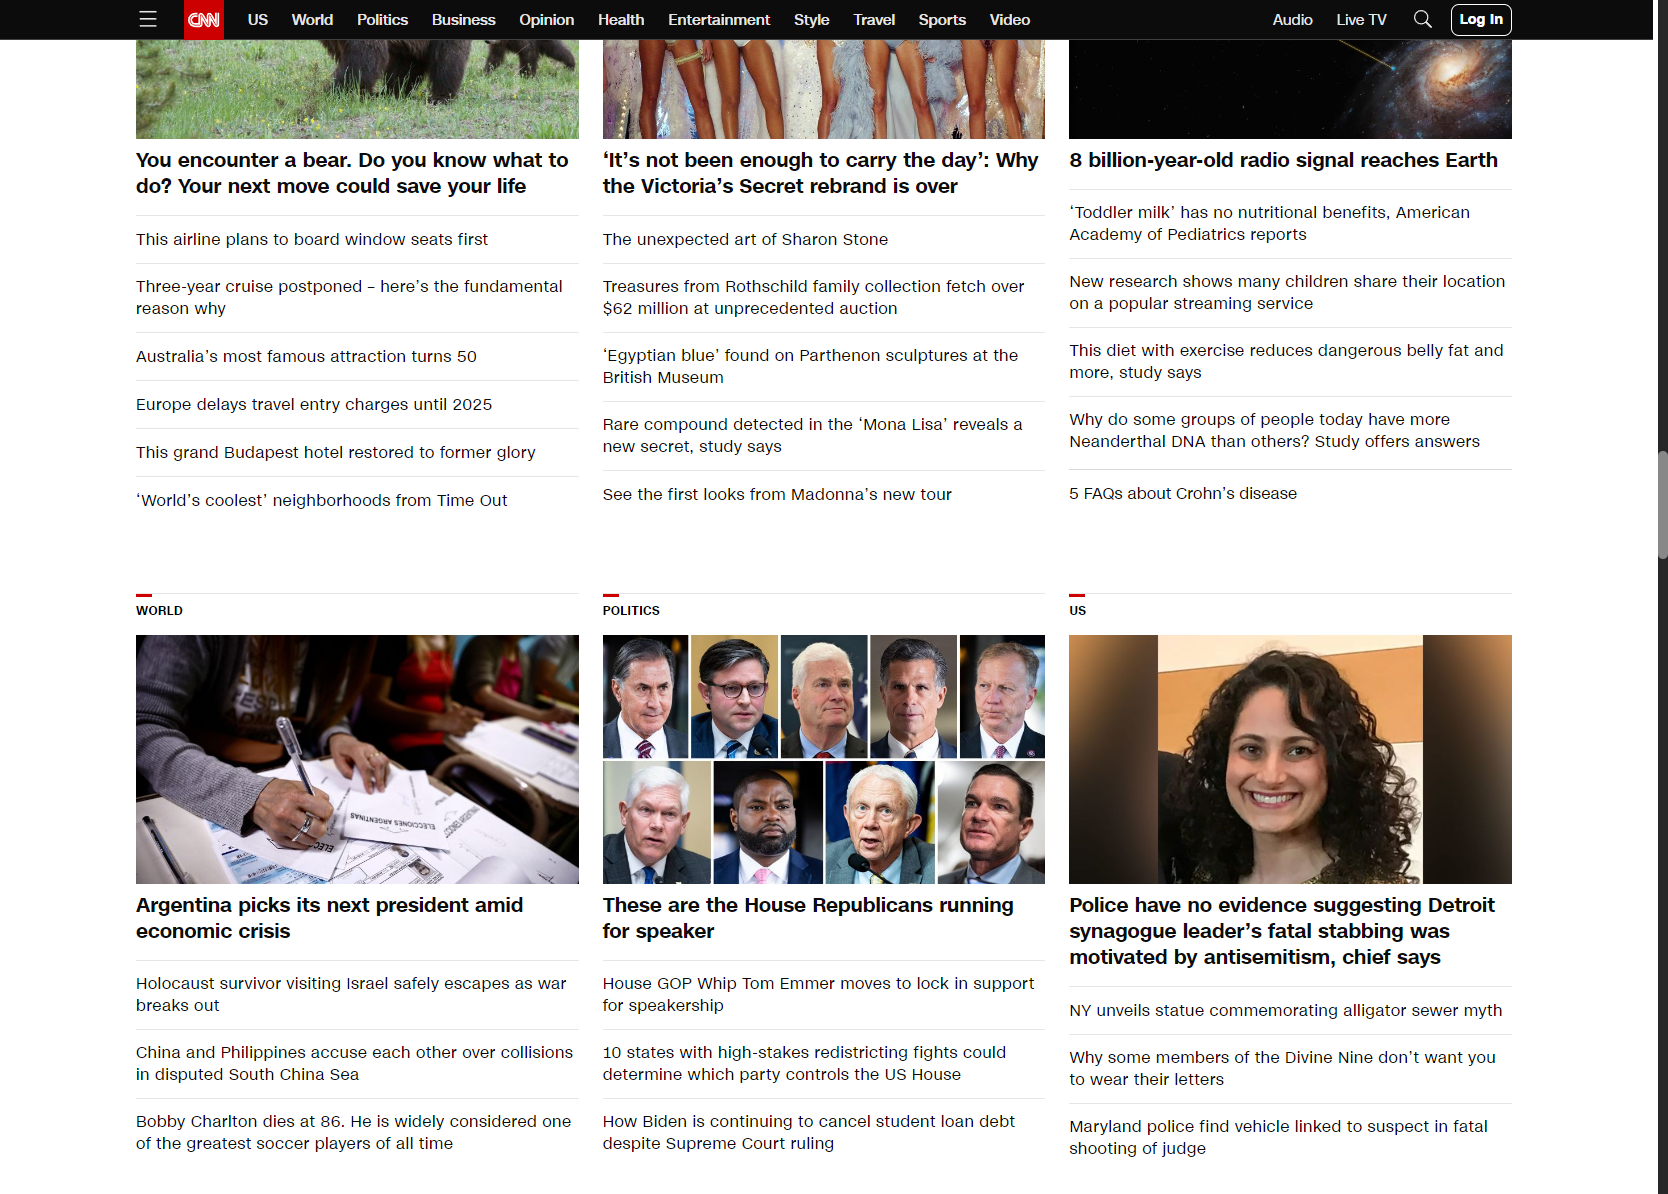 CNN
US
World
Politics
Business
Opinion
Health
Entertainment
Style
Travel
Sports
Video
Audio
Live TV
Log In
You encounter a bear. Do you know what to
do? Your next move could save your life
This airline plans to board window seats first
Three-year cruise postponed – here’s the fundamental
reason why
Australia’s most famous attraction turns 50
Europe delays travel entry charges until 2025
This grand Budapest hotel restored to former glory
‘World’s coolest’ neighborhoods from Time Out
‘It’s not been enough to carry the day’: Why
the Victoria’s Secret rebrand is over
The unexpected art of Sharon Stone
Treasures from Rothschild family collection fetch over
$62 million at unprecedented auction
‘Egyptian blue’ found on Parthenon sculptures at the
British Museum
Rare compound detected in the ‘Mona Lisa’ reveals a
new secret, study says
See the first looks from Madonna’s new tour
8 billion-year-old radio signal reaches Earth
‘Toddler milk’ has no nutritional benefits, American
Academy of Pediatrics reports
New research shows many children share their location
on a popular streaming service
This diet with exercise reduces dangerous belly fat and
more, study says
Why do some groups of people today have more
Neanderthal DNA than others? Study offers answers
5 FAQs about Crohn’s disease
WORLD
ELECCIONES ARGENTINAS
Argentina picks its next president amid
economic crisis
Holocaust survivor visiting Israel safely escapes as war
breaks out
China and Philippines accuse each other over collisions
in disputed South China Sea
Bobby Charlton dies at 86. He is widely considered one
of the greatest soccer players of all time
POLITICS
These are the House Republicans running
for speaker
House GOP Whip Tom Emmer moves to lock in support
for speakership
10 states with high-stakes redistricting fights could
determine which party controls the US House
How Biden is continuing to cancel student loan debt
despite Supreme Court ruling
US
Police have no evidence suggesting Detroit
synagogue leader’s fatal stabbing was
motivated by antisemitism, chief says
NY unveils statue commemorating alligator sewer myth
Why some members of the Divine Nine don’t want you
to wear their letters
Maryland police find vehicle linked to suspect in fatal
shooting of judge